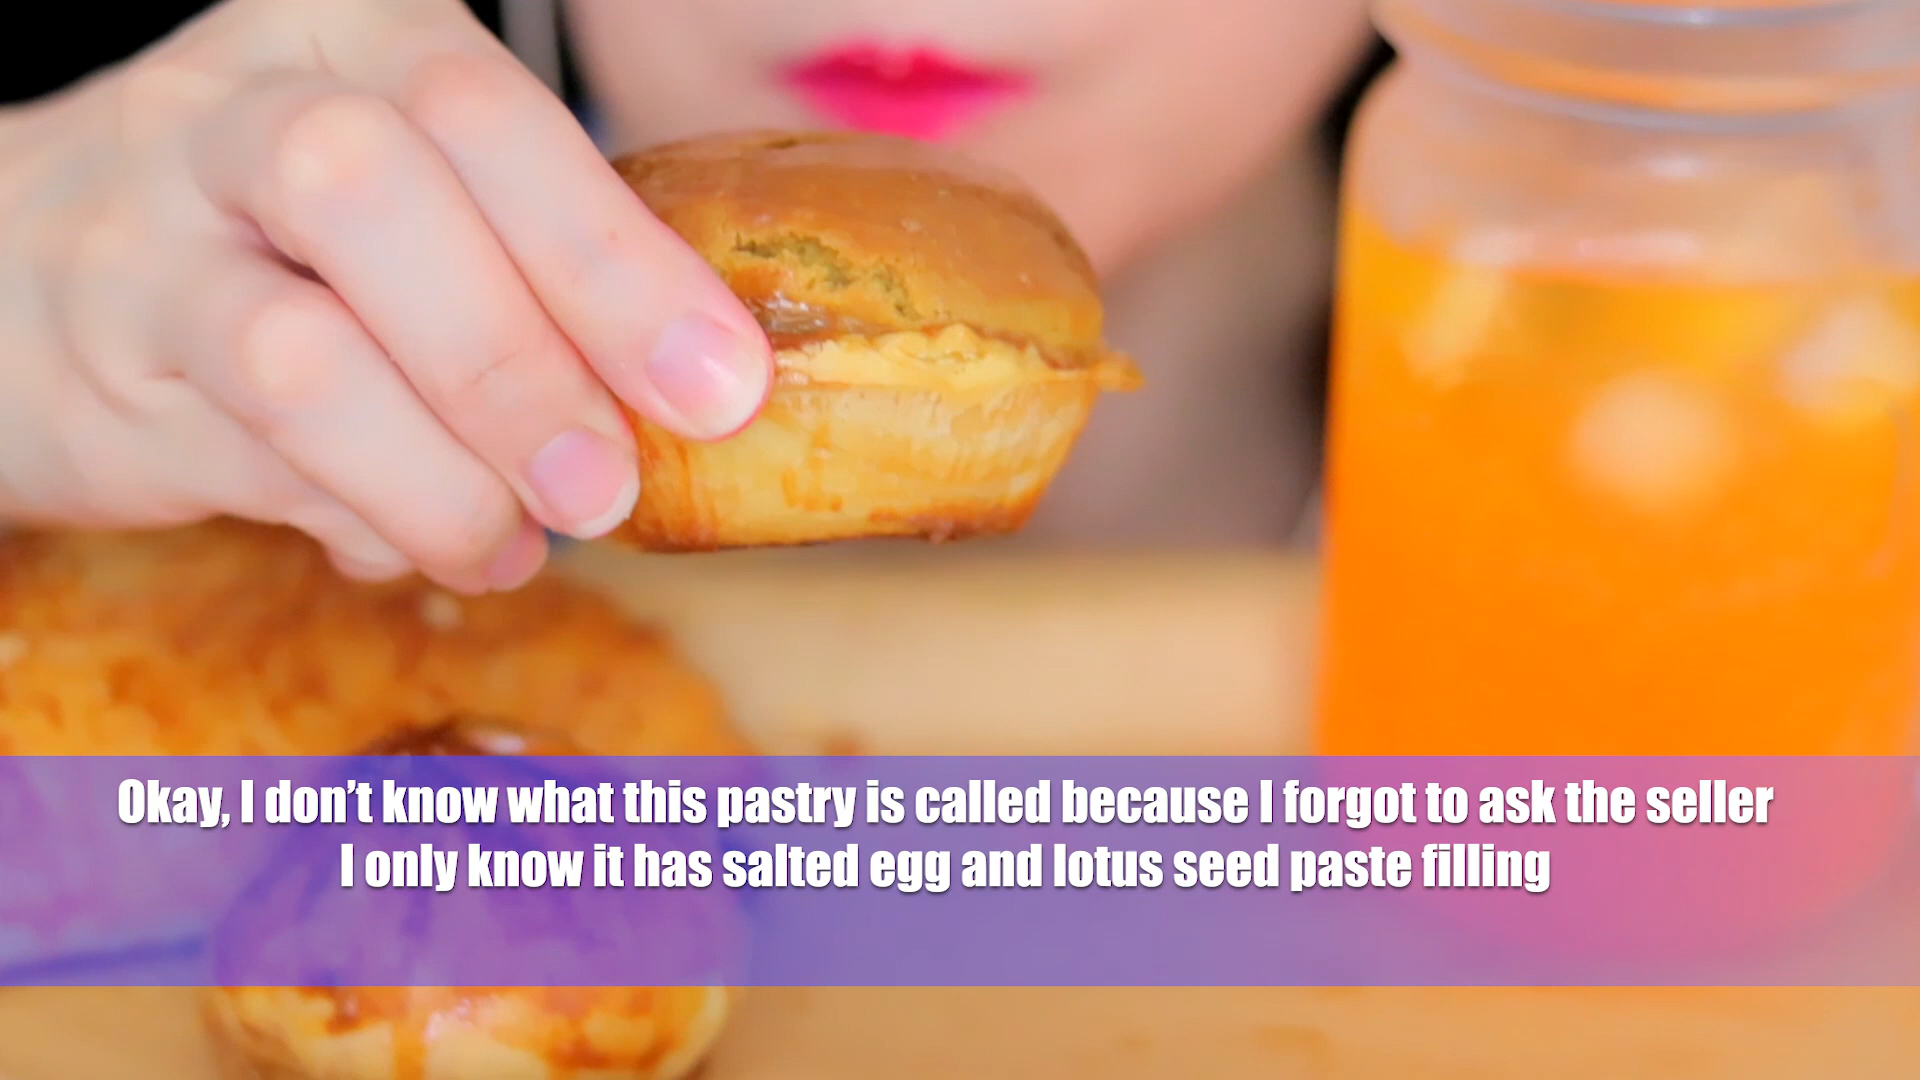 Okay, I don’t know what this pastry is called because I forgot to ask the seller
I only know it has salted egg and lotus seed paste filling